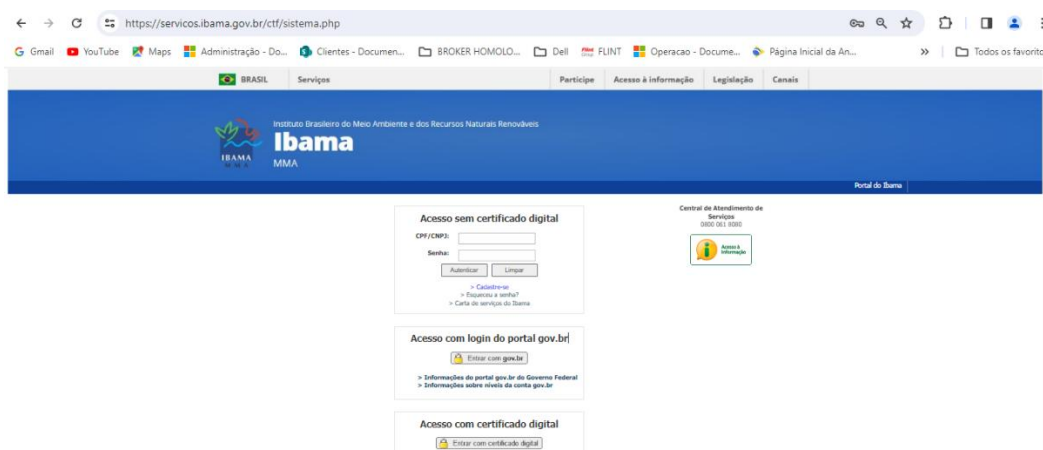 https://servicos.ibama.gov.br/ctf/sistema.php
Gmail YouTube Maps Administração - Do... Clientes - Documen... BROKER HOMOLO... Dell FLINT Operacao - Docume... Página Inicial da An... » Todos os favorito
BRASIL Serviços Participe Acesso à informação Legislação Canais
Instituto Brasileiro do Meio Ambiente e dos Recursos Naturais Renováveis
Ibama
MMA
IBAMA
M M A
Portal do Ibama
Acesso sem certificado digital
CPF/CNPJ:
Senha:
Autenticar Limpar
> Cadastre-se
> Esqueceu a senha?
> Carta de serviços do Ibama
Central de Atendimento de
Serviços
0800 061 8080
Acesso à
Informação
Acesso com login do portal gov.br
Entrar com gov.br
> Informações do portal gov.br do Governo Federal
> Informações sobre níveis da conta gov.br
Acesso com certificado digital
Entrar com certificado digital